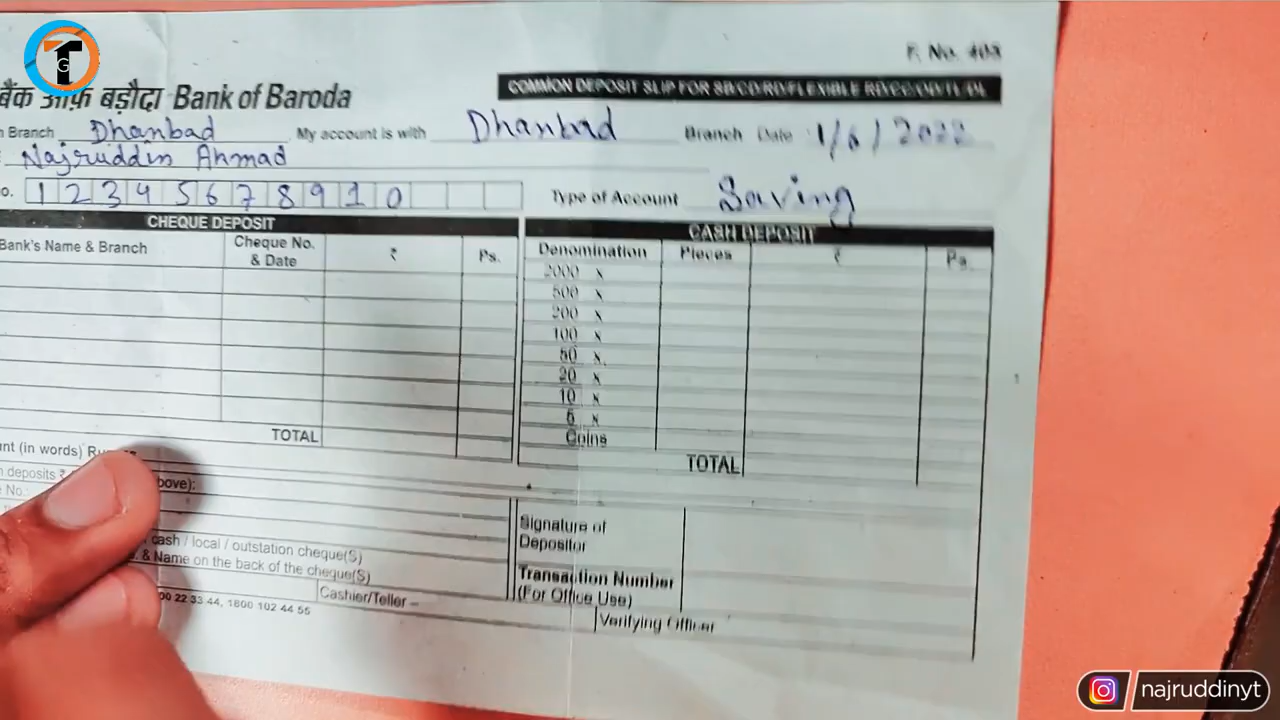 TG
F. No. 403
बैंक ऑफ़ बड़ौदा Bank of Baroda
COMMON DEPOSIT SLIP FOR SB/CD/RD/FLEXIBLE RD/CC/OD/TL/DL
Branch Dhanbad My account is with Dhanbad Branch Date 1/6/2022
Najruddin Ahmad
o. 1 2 3 4 5 6 7 8 9 1 0 Type of Account Saving
CHEQUE DEPOSIT CASH DEPOSIT
Bank's Name & Branch Cheque No. & Date ₹ Ps. Denomination Pieces ₹ Ps.
2000 x
500 x
200 x
100 x
50 x
20 x
10 x
5 x
Coins
TOTAL TOTAL
(in words)
deposits ₹
No.: bove):
Signature of
Depositor
cash / local / outstation cheque(S)
& Name on the back of the cheque(S)
Transaction Number
(For Office Use)
00 22 33 44, 1800 102 44 55 Cashier/Teller –
Verifying Officer
najruddinyt